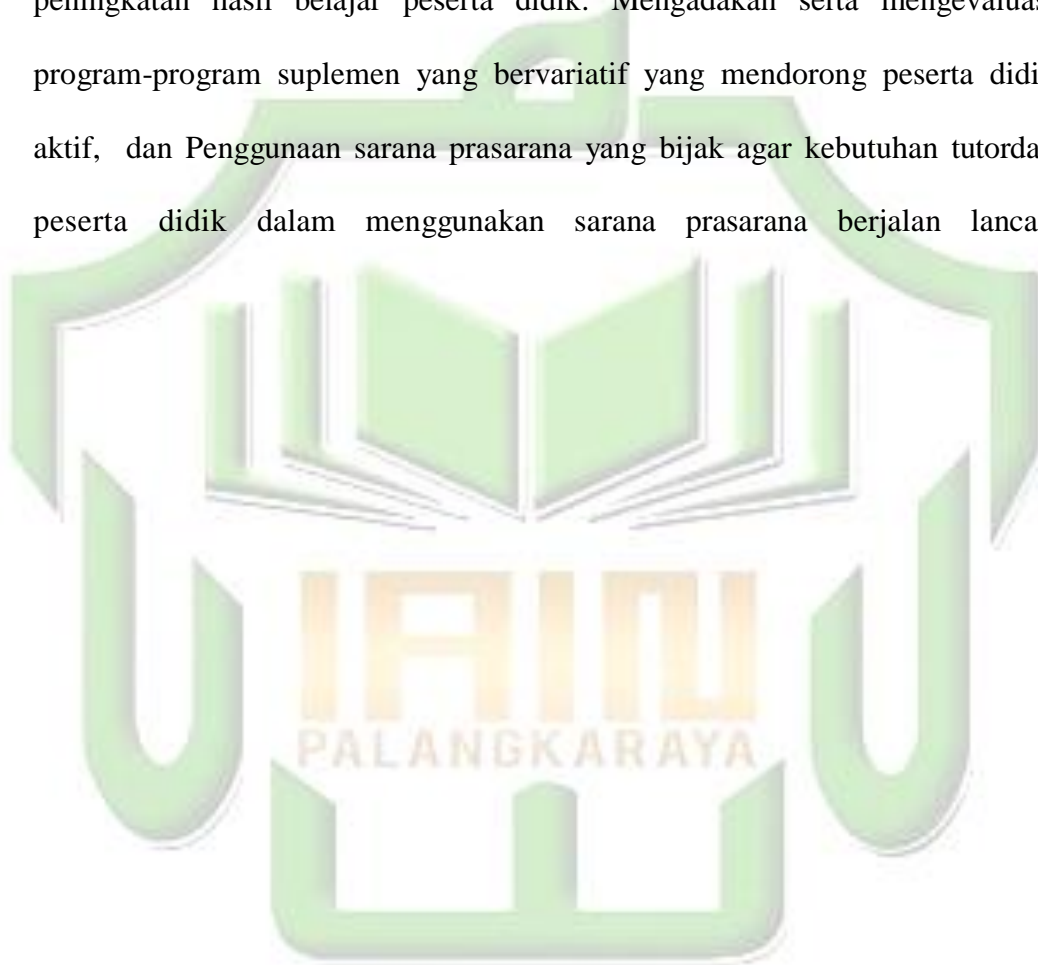 peningkatan hasil belajar peserta didik. Mengadakan serta mengevaluas
program-program suplemen yang bervariatif yang mendorong peserta didi
aktif, dan Penggunaan sarana prasarana yang bijak agar kebutuhan tutorda
peserta didik dalam menggunakan sarana prasarana berjalan lanca
IAIN
PALANGKARAYA